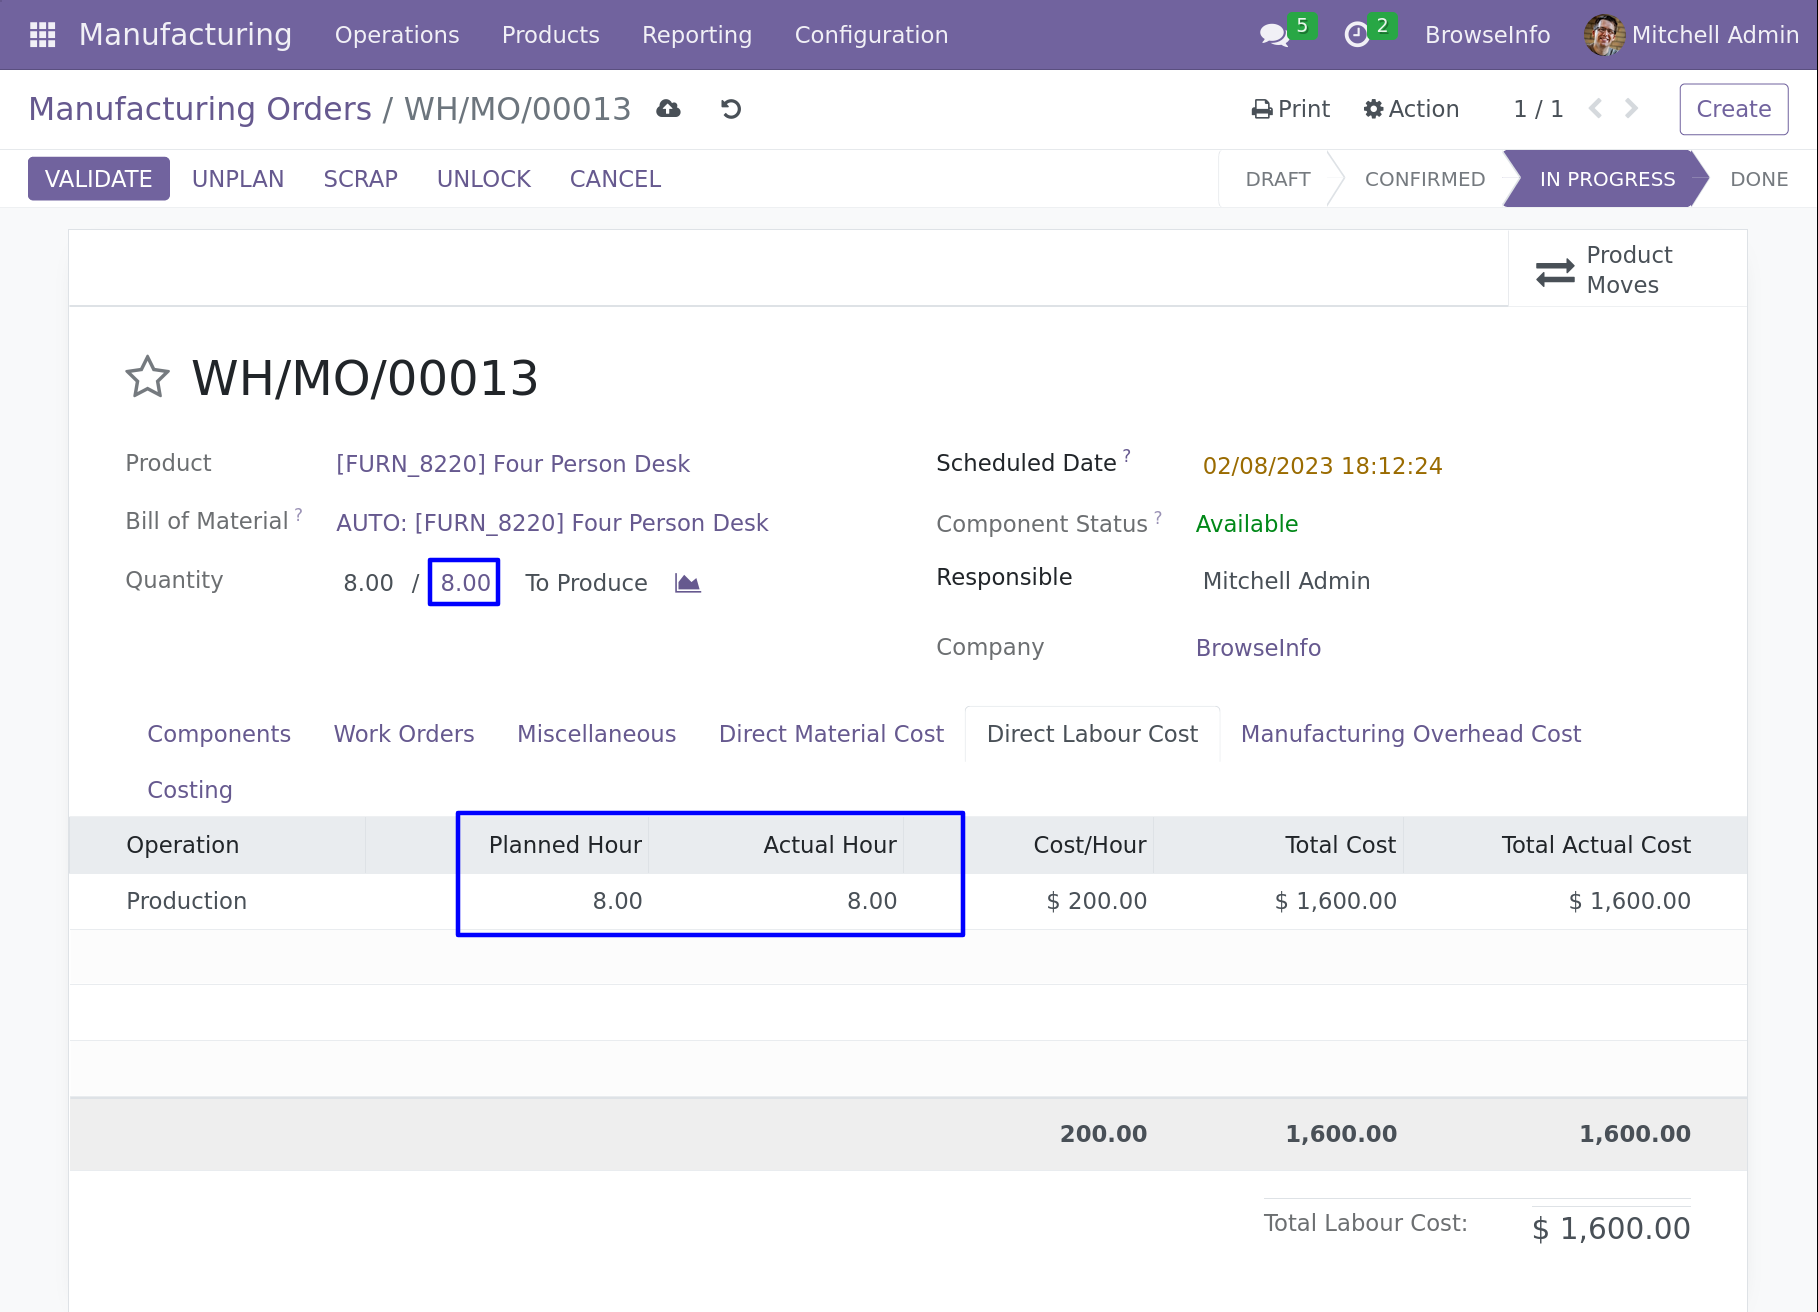 Manufacturing Operations Products Reporting Configuration 5 2 BrowseInfo Mitchell Admin
Manufacturing Orders / WH/MO/00013 Print Action 1 / 1 Create
VALIDATE UNPLAN SCRAP UNLOCK CANCEL DRAFT CONFIRMED IN PROGRESS DONE
Product
Moves
WH/MO/00013
Product [FURN_8220] Four Person Desk
Bill of Material ? AUTO: [FURN_8220] Four Person Desk
Quantity 8.00 / 8.00 To Produce
Scheduled Date ? 02/08/2023 18:12:24
Component Status ? Available
Responsible Mitchell Admin
Company BrowseInfo
Components Work Orders Miscellaneous Direct Material Cost Direct Labour Cost Manufacturing Overhead Cost
Costing
Operation Planned Hour Actual Hour Cost/Hour Total Cost Total Actual Cost
Production 8.00 8.00 $ 200.00 $ 1,600.00 $ 1,600.00
200.00 1,600.00 1,600.00
Total Labour Cost: $ 1,600.00